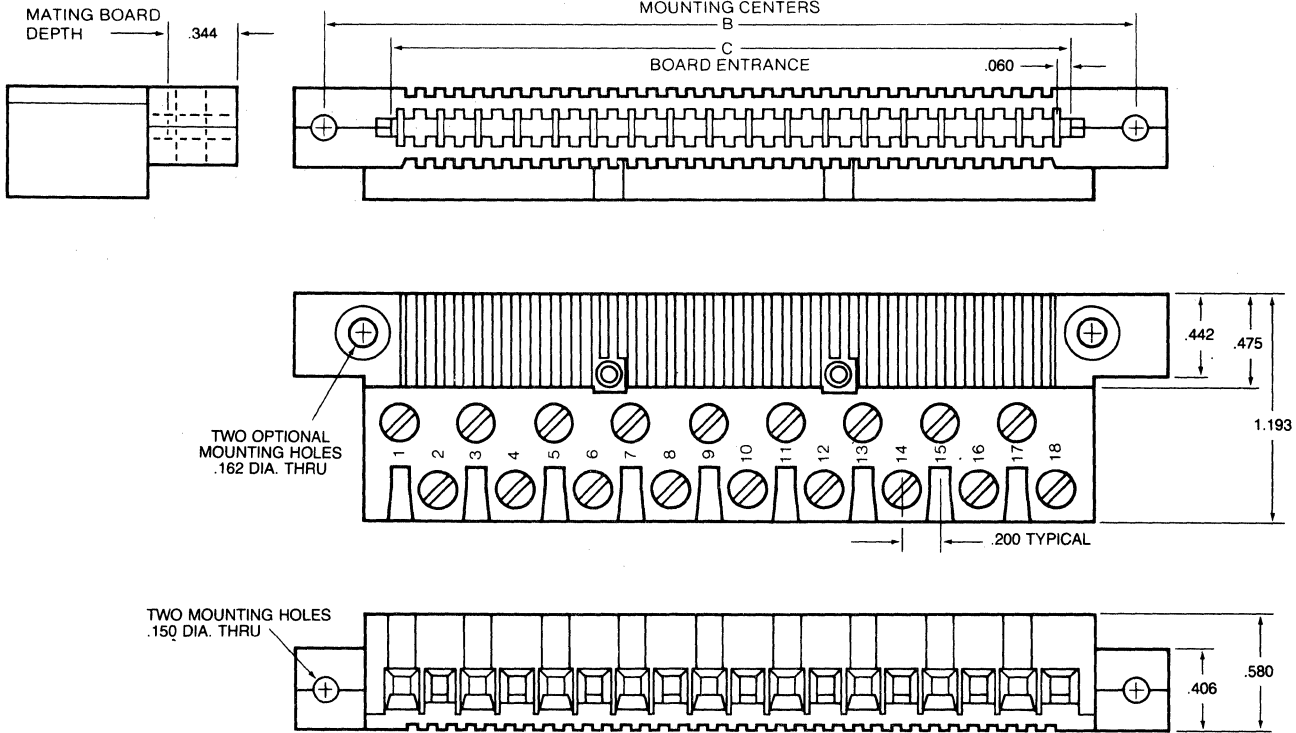 MATING BOARD
DEPTH
.344
MOUNTING CENTERS
B
C
BOARD ENTRANCE
.060
.442
.475
1.193
TWO OPTIONAL
MOUNTING HOLES
.162 DIA. THRU
1 2 3 4 5 6 7 8 9 10 11 12 13 14 15 16 17 18
.200 TYPICAL
TWO MOUNTING HOLES
.150 DIA. THRU
.406
.580